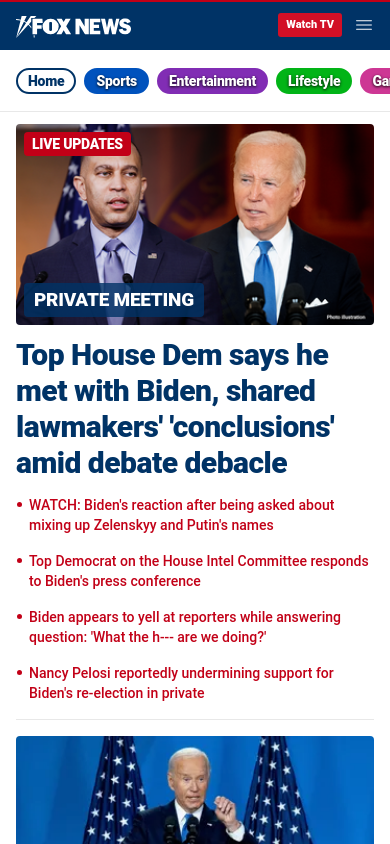 FOX NEWS
Watch TV
Home
Sports
Entertainment
Lifestyle
LIVE UPDATES
PRIVATE MEETING
Photo illustration
Top House Dem says he
met with Biden, shared
lawmakers' 'conclusions'
amid debate debacle
WATCH: Biden's reaction after being asked about
mixing up Zelenskyy and Putin's names
Top Democrat on the House Intel Committee responds
to Biden's press conference
Biden appears to yell at reporters while answering
question: 'What the h--- are we doing?'
Nancy Pelosi reportedly undermining support for
Biden's re-election in private